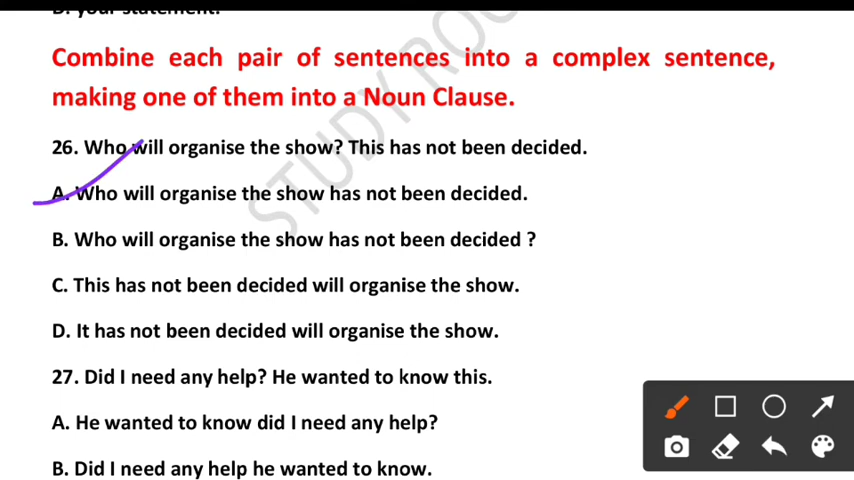 D. your statement.
Combine each pair of sentences into a complex sentence,
making one of them into a Noun Clause.
26. Who will organise the show? This has not been decided.
A. Who will organise the show has not been decided.
B. Who will organise the show has not been decided ?
C. This has not been decided will organise the show.
D. It has not been decided will organise the show.
27. Did I need any help? He wanted to know this.
A. He wanted to know did I need any help?
B. Did I need any help he wanted to know.
STUDY